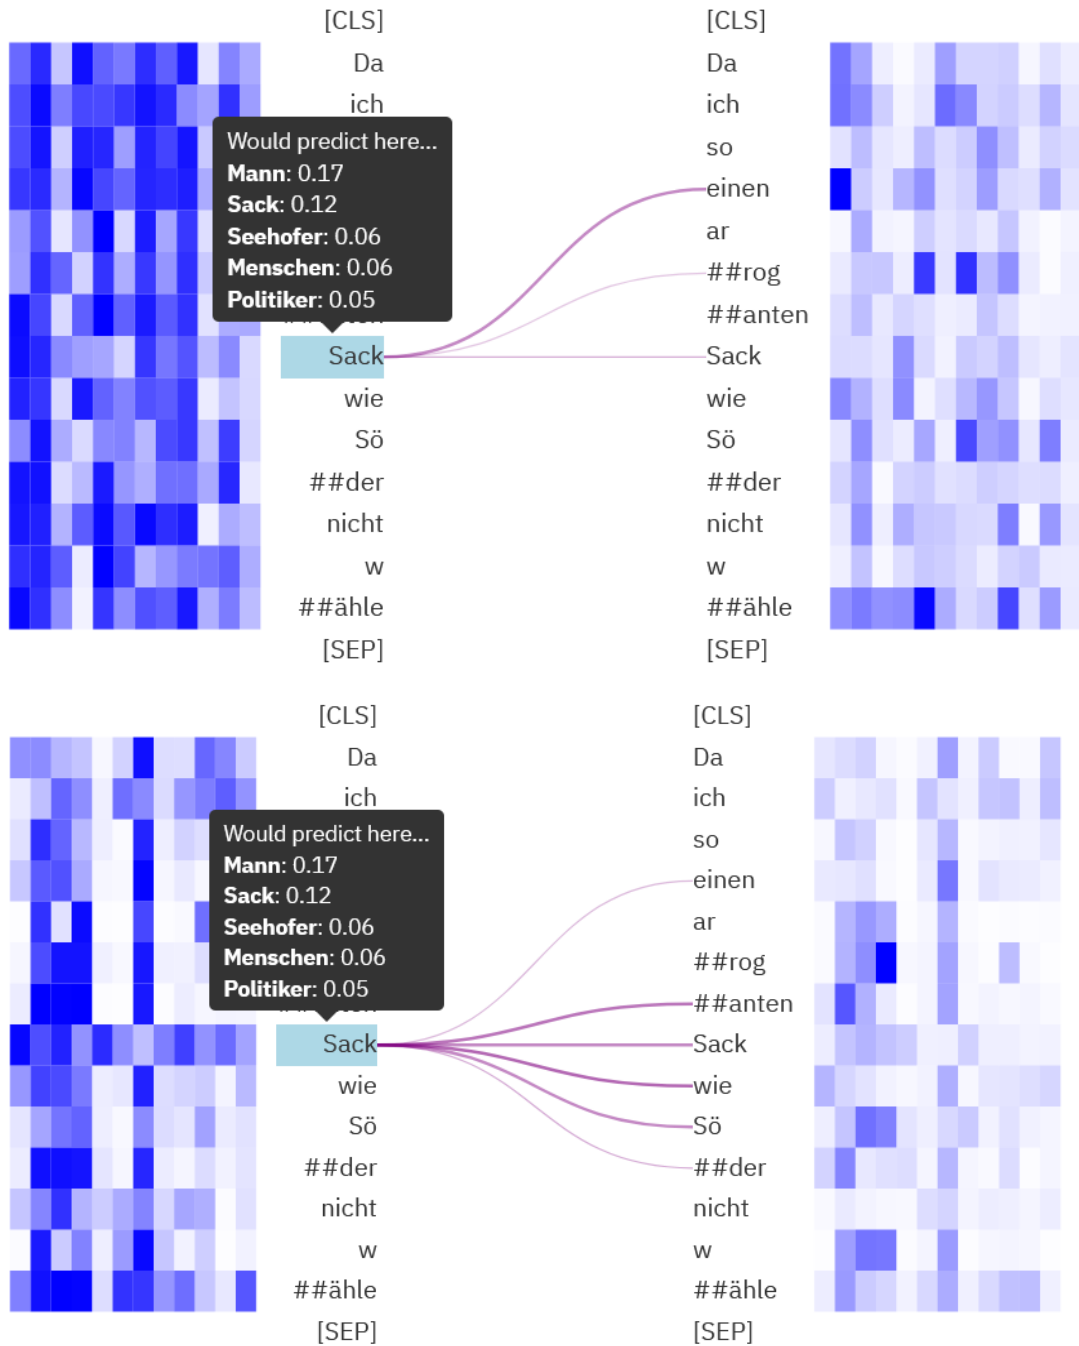 [CLS] [CLS]
Da Da
ich ich
Would predict here...
so
Mann: 0.17
einen
Sack: 0.12
ar
Seehofer: 0.06
##rog
Menschen: 0.06
Politiker: 0.05
##anten
Sack Sack
wie wie
Sö Sö
##der ##der
nicht nicht
w w
##ähle ##ähle
[SEP] [SEP]
[CLS] [CLS]
Da Da
ich ich
Would predict here...
so
Mann: 0.17
einen
Sack: 0.12
ar
Seehofer: 0.06
##rog
Menschen: 0.06
Politiker: 0.05
##anten
Sack Sack
wie wie
Sö Sö
##der ##der
nicht nicht
w w
##ähle ##ähle
[SEP] [SEP]